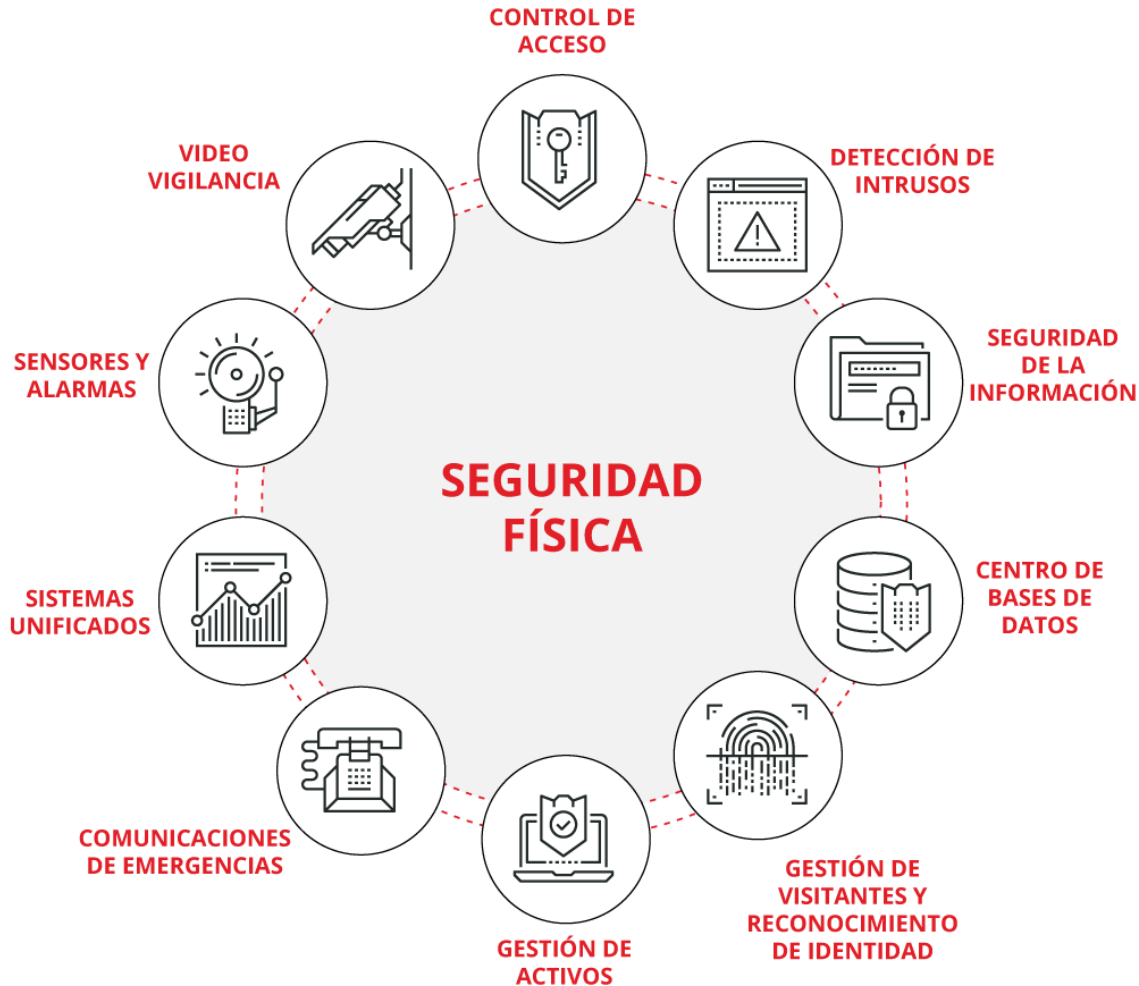 CONTROL DE
ACCESO
DETECCIÓN DE
INTRUSOS
SEGURIDAD
DE LA
INFORMACIÓN
CENTRO DE
BASES DE
DATOS
GESTIÓN DE
VISITANTES Y
RECONOCIMIENTO
DE IDENTIDAD
GESTIÓN DE
ACTIVOS
COMUNICACIONES
DE EMERGENCIAS
SISTEMAS
UNIFICADOS
SENSORES Y
ALARMAS
VIDEO
VIGILANCIA
SEGURIDAD
FÍSICA